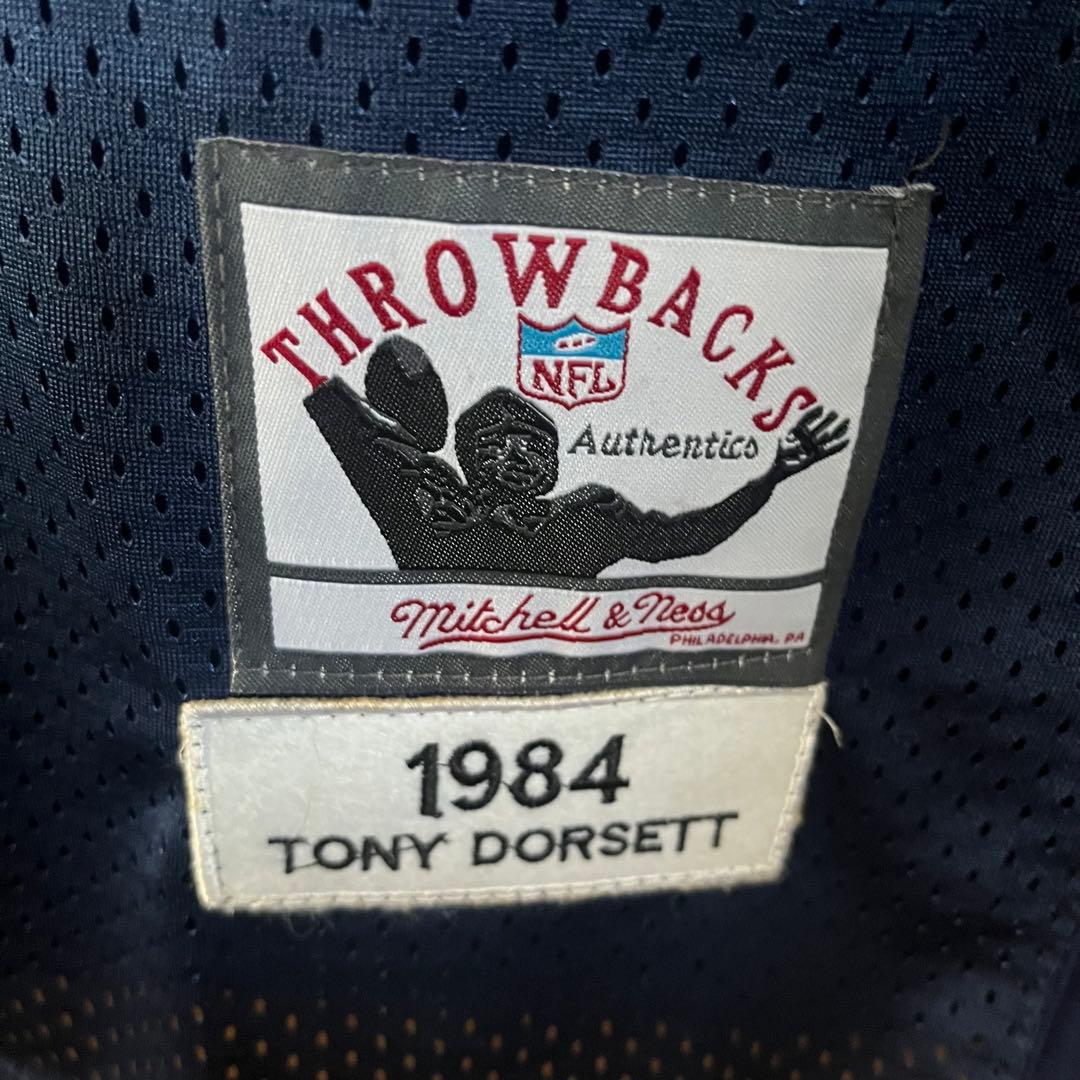 THROWBACKS
NFL
Authentics
Mitchell & Ness
PHILADELPHIA, PA
1984
TONY DORSETT